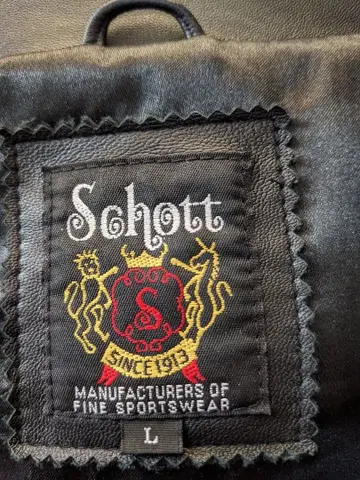 Schott
S
SINCE 1913
MANUFACTURERS OF
FINE SPORTSWEAR
L